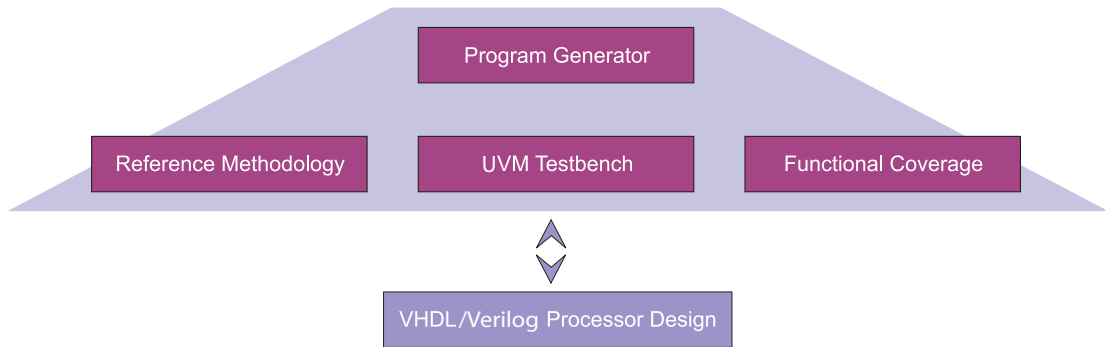 Program Generator
Reference Methodology
UVM Testbench
Functional Coverage
VHDL/Verilog Processor Design